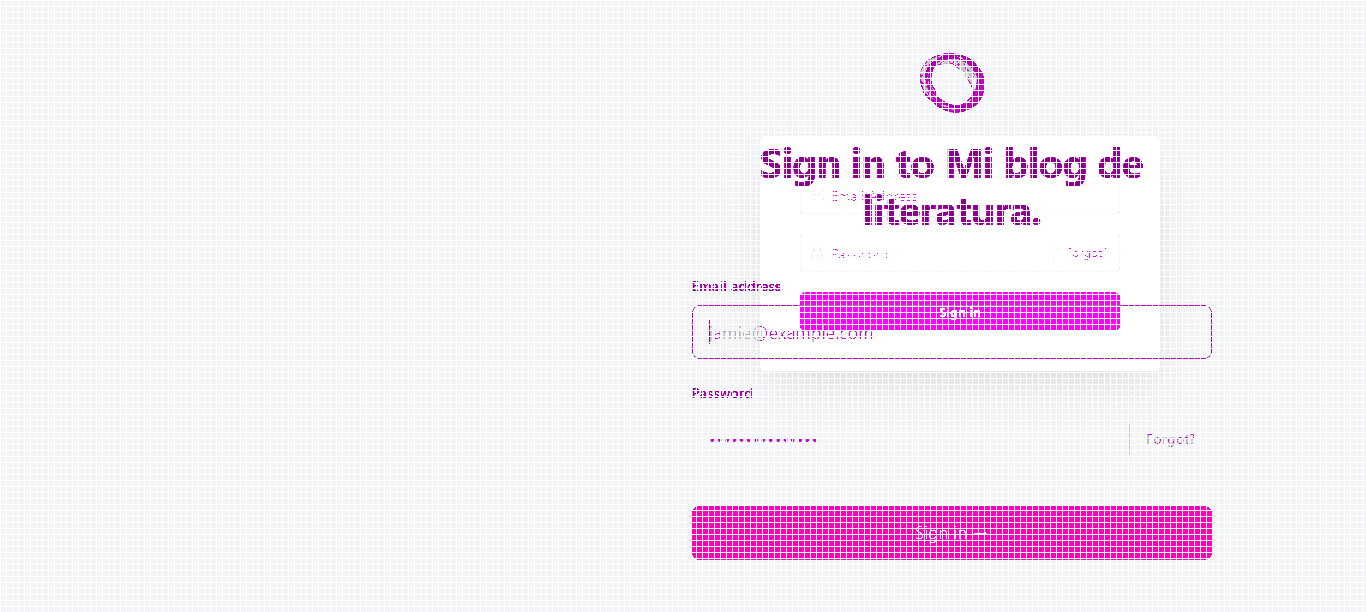 Sign in to Mi blog de
literatura.
Email address
Password
Forgot?
Sign in
Email address
jamie@example.com
Password
•••••••••••••••
Forgot?
Sign in →